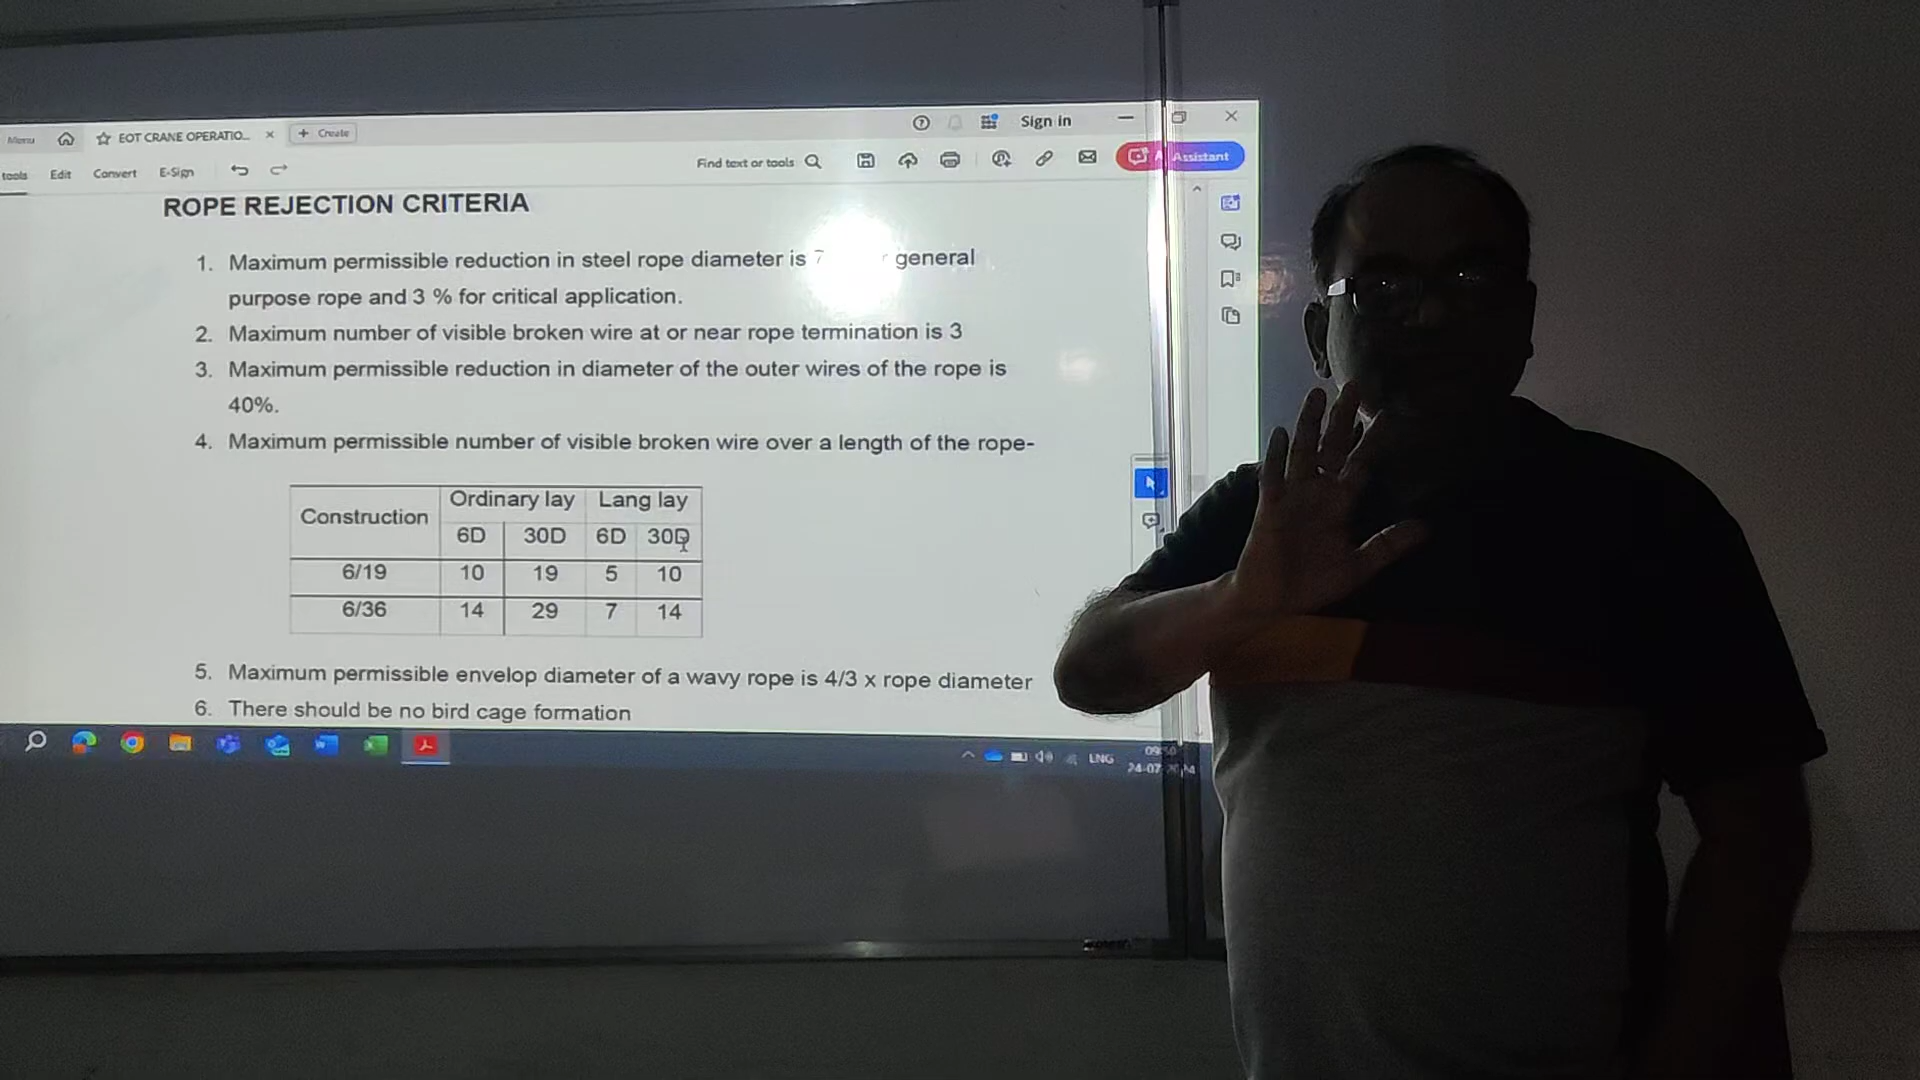 Menu EOT CRANE OPERATIO... × + Create Sign in
tools Edit Convert E-Sign Find text or tools Assistant
ROPE REJECTION CRITERIA
1. Maximum permissible reduction in steel rope diameter is 7 general
purpose rope and 3 % for critical application.
2. Maximum number of visible broken wire at or near rope termination is 3
3. Maximum permissible reduction in diameter of the outer wires of the rope is
40%.
4. Maximum permissible number of visible broken wire over a length of the rope-
Construction Ordinary lay Lang lay
6D 30D 6D 30D
6/19 10 19 5 10
6/36 14 29 7 14
5. Maximum permissible envelop diameter of a wavy rope is 4/3 x rope diameter
6. There should be no bird cage formation
LNG